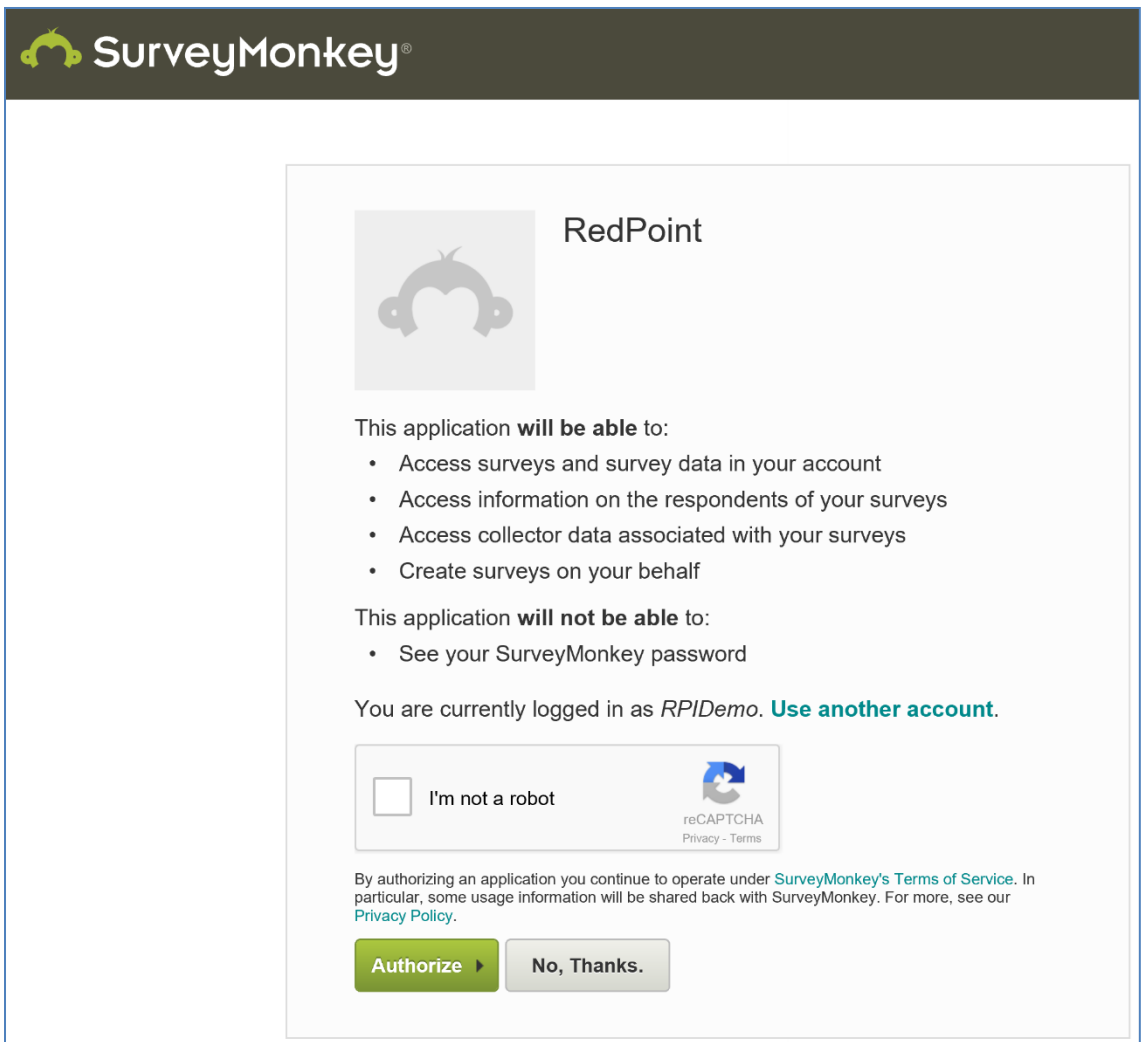 SurveyMonkey®
RedPoint
This application will be able to:
• Access surveys and survey data in your account
• Access information on the respondents of your surveys
• Access collector data associated with your surveys
• Create surveys on your behalf
This application will not be able to:
• See your SurveyMonkey password
You are currently logged in as RPIDemo. Use another account.
I'm not a robot
reCAPTCHA
Privacy - Terms
By authorizing an application you continue to operate under SurveyMonkey's Terms of Service. In
particular, some usage information will be shared back with SurveyMonkey. For more, see our
Privacy Policy.
Authorize
No, Thanks.